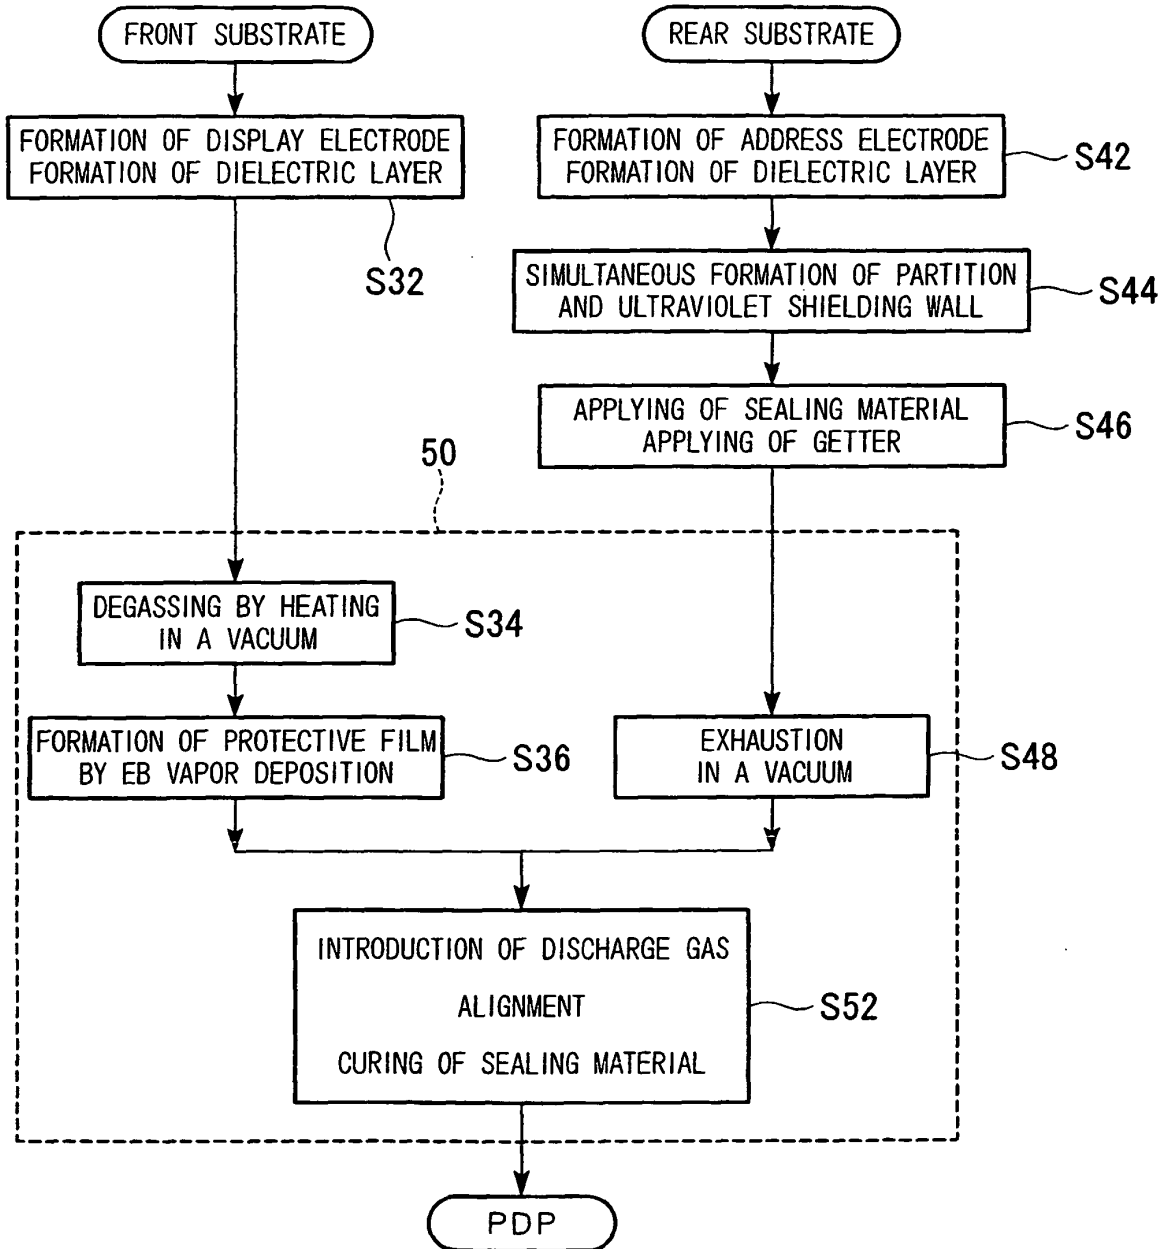 FRONT SUBSTRATE
REAR SUBSTRATE
FORMATION OF DISPLAY ELECTRODE
FORMATION OF DIELECTRIC LAYER
S32
FORMATION OF ADDRESS ELECTRODE
FORMATION OF DIELECTRIC LAYER
S42
SIMULTANEOUS FORMATION OF PARTITION
AND ULTRAVIOLET SHIELDING WALL
S44
APPLYING OF SEALING MATERIAL
APPLYING OF GETTER
S46
50
DEGASSING BY HEATING
IN A VACUUM
S34
FORMATION OF PROTECTIVE FILM
BY EB VAPOR DEPOSITION
S36
EXHAUSTION
IN A VACUUM
S48
INTRODUCTION OF DISCHARGE GAS
ALIGNMENT
CURING OF SEALING MATERIAL
S52
PDP